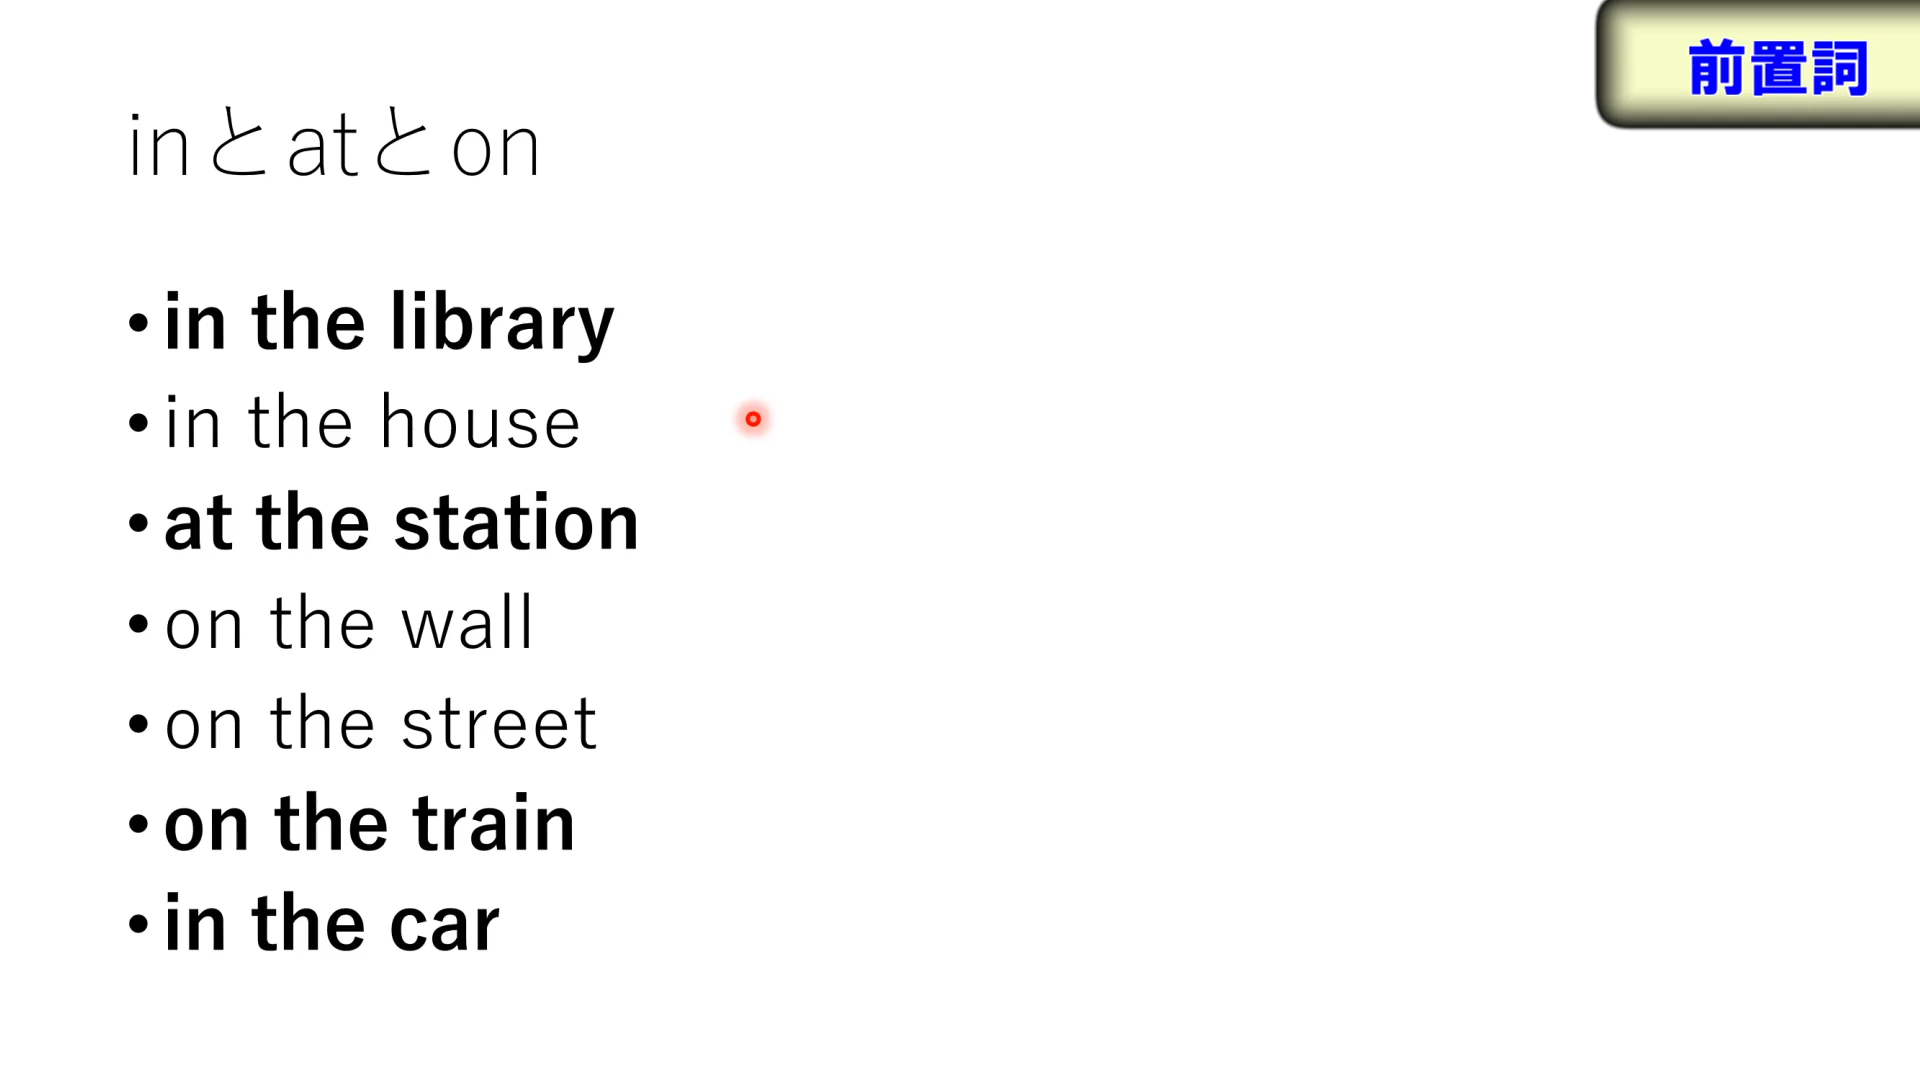 前置詞
inとatとon
•in the library
•in the house
•at the station
•on the wall
•on the street
•on the train
•in the car